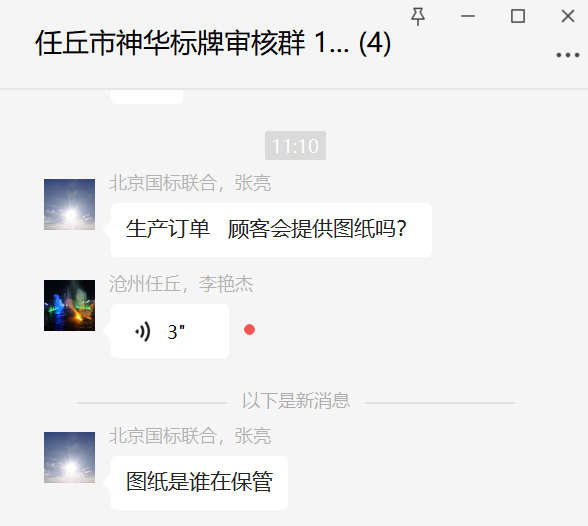 任丘市神华标牌审核群 1... (4)
11:10
北京国标联合，张亮
生产订单 顾客会提供图纸吗？
沧州任丘，李艳杰
3"
以下是新消息
北京国标联合，张亮
图纸是谁在保管